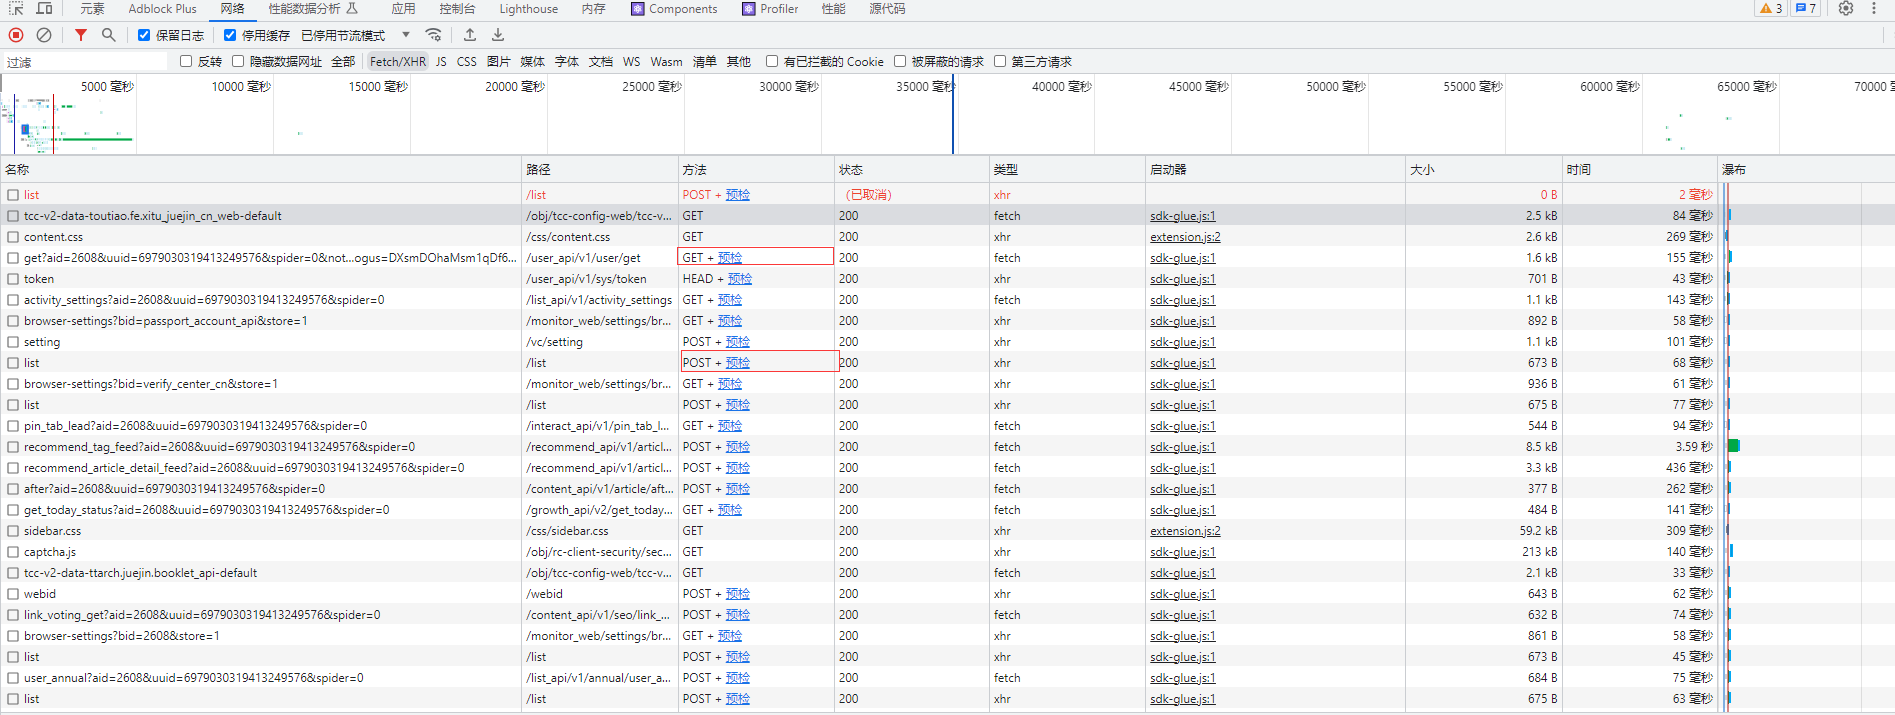 元素 Adblock Plus 网络 性能数据分析 应用 控制台 Lighthouse 内存 Components Profiler 性能 源代码 3 7
保留日志 停用缓存 已停用节流模式
过滤 反转 隐藏数据网址 全部 Fetch/XHR JS CSS 图片 媒体 字体 文档 WS Wasm 清单 其他 有已拦截的 Cookie 被屏蔽的请求 第三方请求
5000 毫秒 10000 毫秒 15000 毫秒 20000 毫秒 25000 毫秒 30000 毫秒 35000 毫秒 40000 毫秒 45000 毫秒 50000 毫秒 55000 毫秒 60000 毫秒 65000 毫秒 70000 毫
名称 路径 方法 状态 类型 启动器 大小 时间 瀑布
list /list POST + 预检 (已取消) xhr 0 B 2 毫秒
tcc-v2-data-toutiao.fe.xitu_juejin_cn_web-default /obj/tcc-config-web/tcc-v... GET 200 fetch sdk-glue.js:1 2.5 kB 84 毫秒
content.css /css/content.css GET 200 xhr extension.js:2 2.6 kB 269 毫秒
get?aid=2608&uuid=6979030319413249576&spider=0&not...ogus=DXsmDOhaMsm1qDf6... /user_api/v1/user/get GET + 预检 200 fetch sdk-glue.js:1 1.6 kB 155 毫秒
token /user_api/v1/sys/token HEAD + 预检 200 xhr sdk-glue.js:1 701 B 43 毫秒
activity_settings?aid=2608&uuid=6979030319413249576&spider=0 /list_api/v1/activity_settings GET + 预检 200 fetch sdk-glue.js:1 1.1 kB 143 毫秒
browser-settings?bid=passport_account_api&store=1 /monitor_web/settings/br... GET + 预检 200 xhr sdk-glue.js:1 892 B 58 毫秒
setting /vc/setting POST + 预检 200 xhr sdk-glue.js:1 1.1 kB 101 毫秒
list /list POST + 预检 200 xhr sdk-glue.js:1 673 B 68 毫秒
browser-settings?bid=verify_center_cn&store=1 /monitor_web/settings/br... GET + 预检 200 xhr sdk-glue.js:1 936 B 61 毫秒
list /list POST + 预检 200 xhr sdk-glue.js:1 675 B 77 毫秒
pin_tab_lead?aid=2608&uuid=6979030319413249576&spider=0 /interact_api/v1/pin_tab_l... GET + 预检 200 fetch sdk-glue.js:1 544 B 94 毫秒
recommend_tag_feed?aid=2608&uuid=6979030319413249576&spider=0 /recommend_api/v1/articl... POST + 预检 200 fetch sdk-glue.js:1 8.5 kB 3.59 秒
recommend_article_detail_feed?aid=2608&uuid=6979030319413249576&spider=0 /recommend_api/v1/articl... POST + 预检 200 fetch sdk-glue.js:1 3.3 kB 436 毫秒
after?aid=2608&uuid=6979030319413249576&spider=0 /content_api/v1/article/aft... POST + 预检 200 fetch sdk-glue.js:1 377 B 262 毫秒
get_today_status?aid=2608&uuid=6979030319413249576&spider=0 /growth_api/v2/get_today... GET + 预检 200 fetch sdk-glue.js:1 484 B 141 毫秒
sidebar.css /css/sidebar.css GET 200 xhr extension.js:2 59.2 kB 309 毫秒
captcha.js /obj/rc-client-security/sec... GET 200 xhr sdk-glue.js:1 213 kB 140 毫秒
tcc-v2-data-ttarch.juejin.booklet_api-default /obj/tcc-config-web/tcc-v... GET 200 fetch sdk-glue.js:1 2.1 kB 33 毫秒
webid /webid POST + 预检 200 xhr sdk-glue.js:1 643 B 62 毫秒
link_voting_get?aid=2608&uuid=6979030319413249576&spider=0 /content_api/v1/seo/link_... POST + 预检 200 fetch sdk-glue.js:1 632 B 74 毫秒
browser-settings?bid=2608&store=1 /monitor_web/settings/br... GET + 预检 200 xhr sdk-glue.js:1 861 B 58 毫秒
list /list POST + 预检 200 xhr sdk-glue.js:1 673 B 45 毫秒
user_annual?aid=2608&uuid=6979030319413249576&spider=0 /list_api/v1/annual/user_a... POST + 预检 200 fetch sdk-glue.js:1 684 B 75 毫秒
list /list POST + 预检 200 xhr sdk-glue.js:1 675 B 63 毫秒